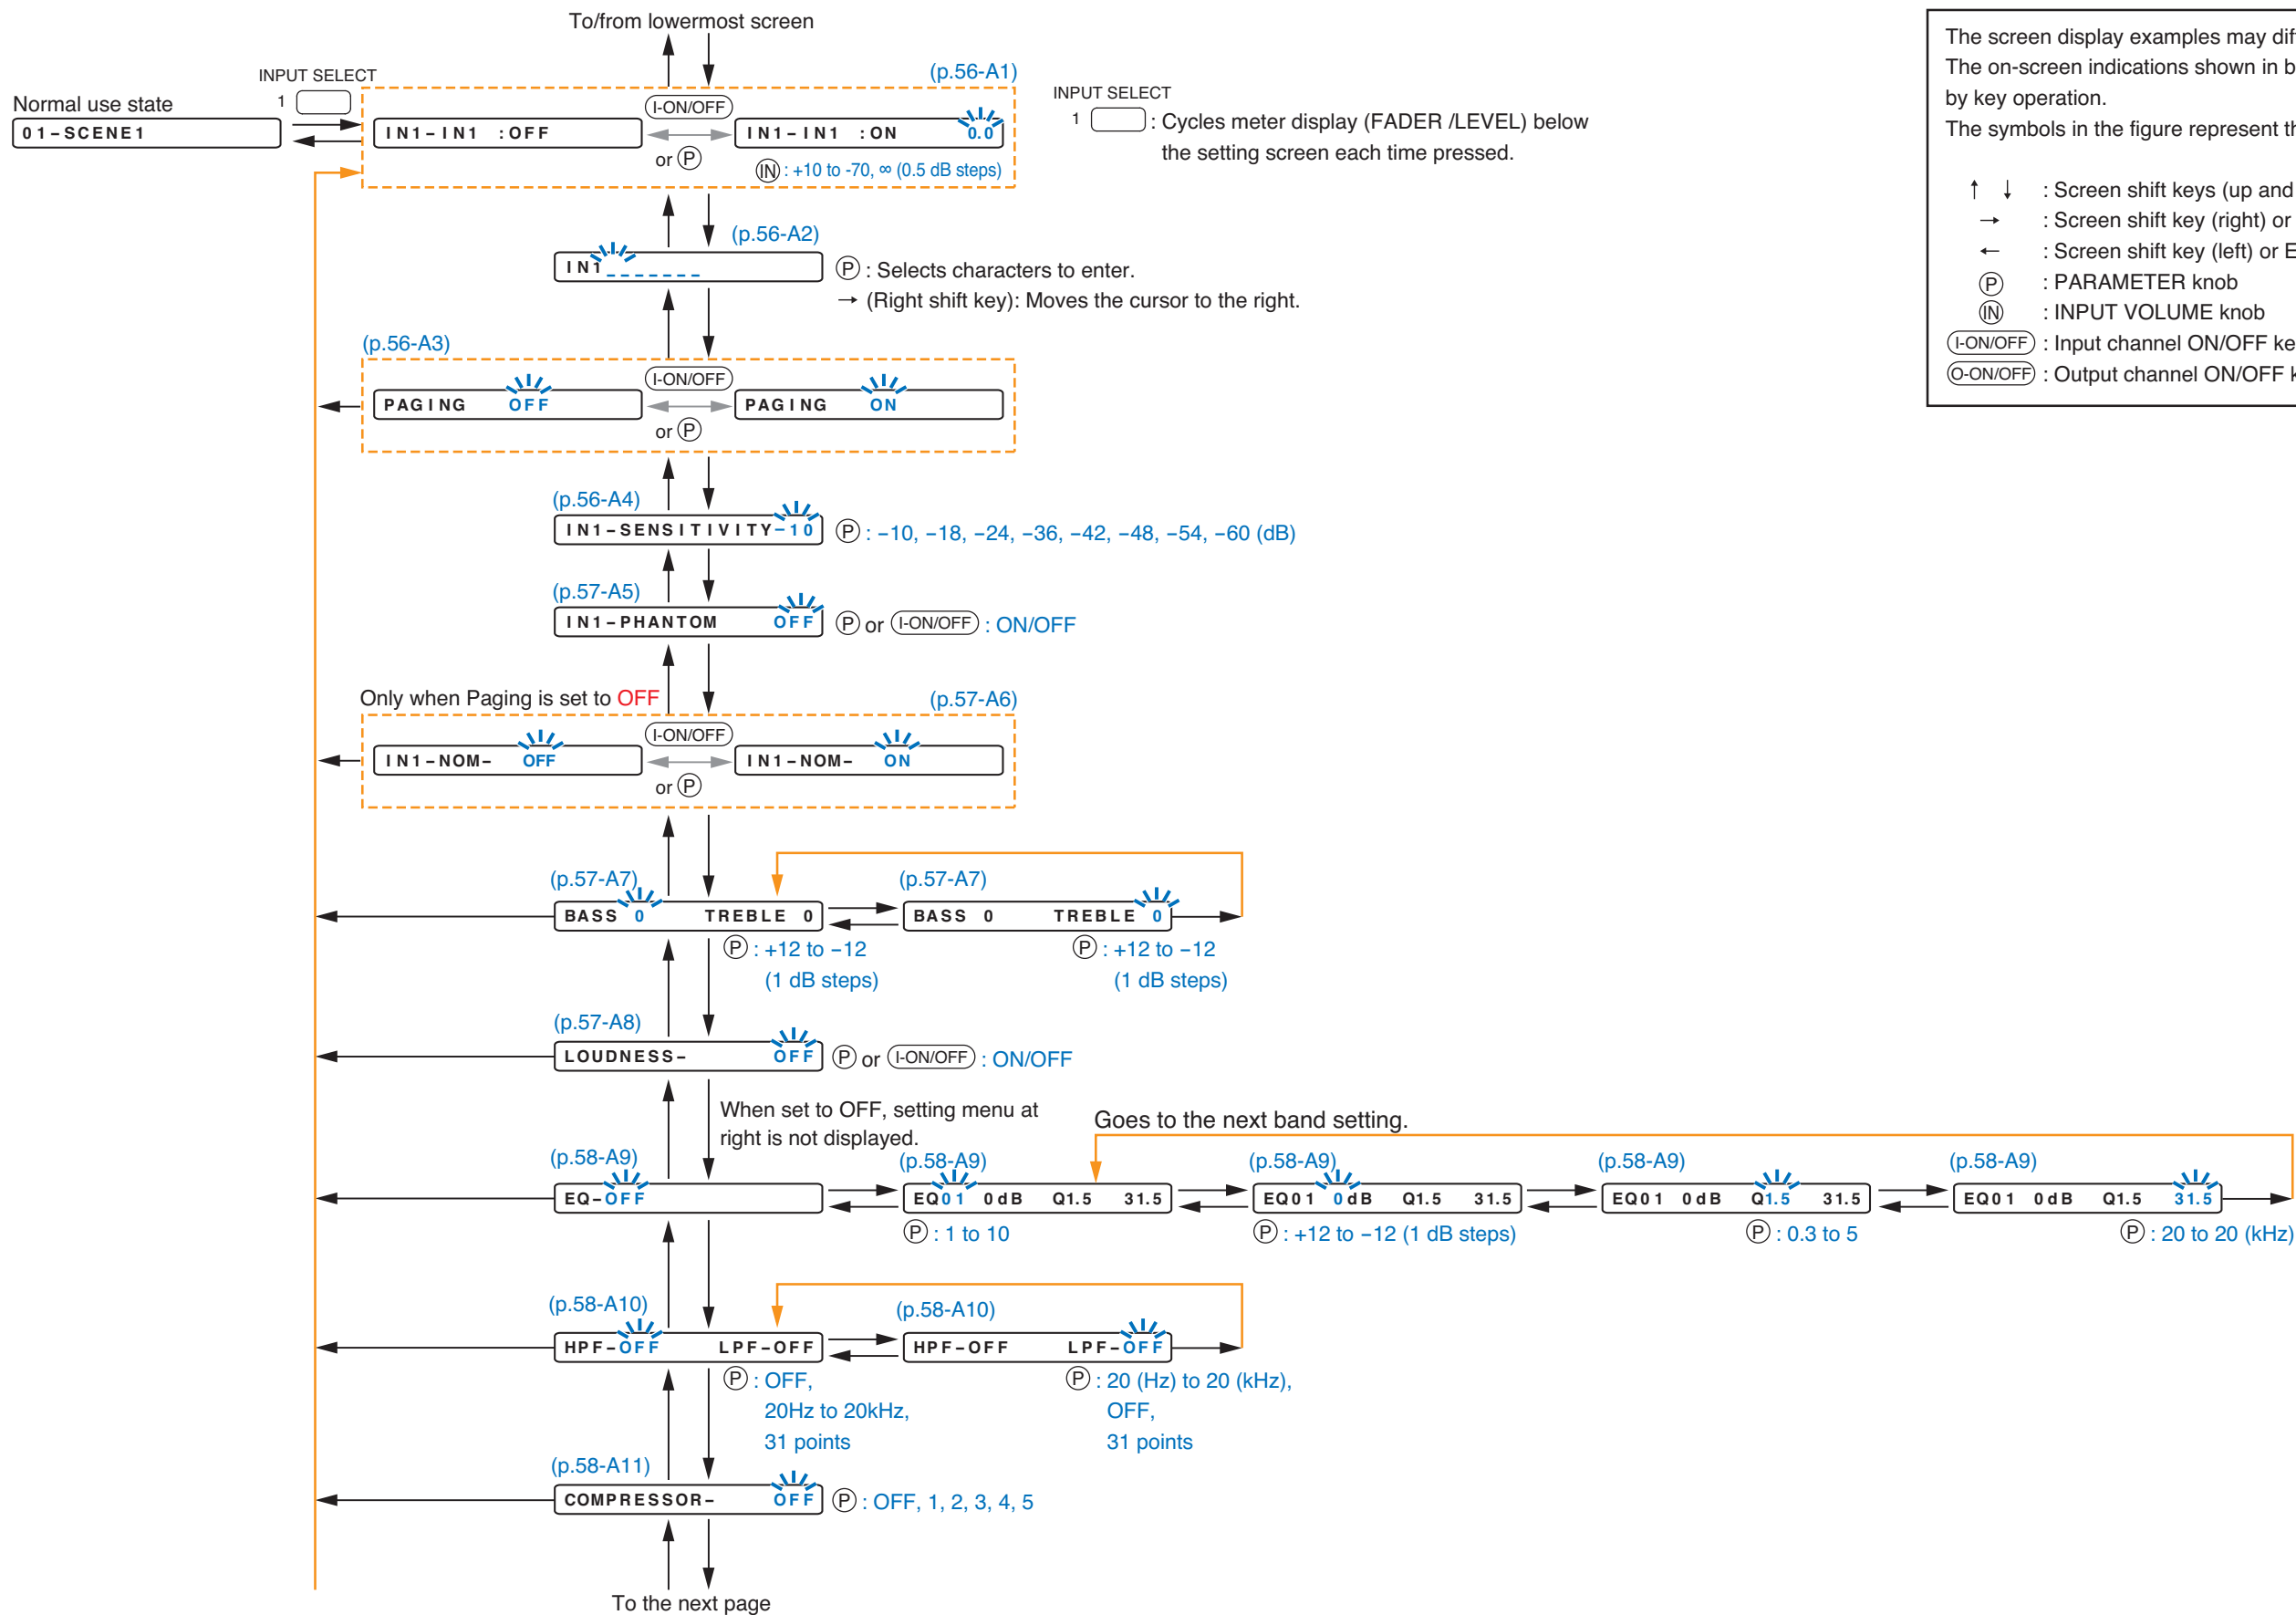 To/from lowermost screen
INPUT SELECT
(p.56-A1)
Normal use state
1
I-ON/OFF
01-SCENE1
IN1-IN1 :OFF
IN1-IN1 :ON 0.0
or P
IN : +10 to -70, ∞ (0.5 dB steps)
INPUT SELECT
1 : Cycles meter display (FADER /LEVEL) below
the setting screen each time pressed.
The screen display examples may dif
The on-screen indications shown in b
by key operation.
The symbols in the figure represent th
↑ ↓ : Screen shift keys (up and
→ : Screen shift key (right) or
← : Screen shift key (left) or E
P : PARAMETER knob
IN : INPUT VOLUME knob
I-ON/OFF : Input channel ON/OFF ke
O-ON/OFF : Output channel ON/OFF k
(p.56-A2)
IN1_ _ _ _ _ _ _
P : Selects characters to enter.
→ (Right shift key): Moves the cursor to the right.
(p.56-A3)
I-ON/OFF
PAGING OFF
PAGING ON
or P
(p.56-A4)
IN1-SENSITIVITY-10
P : −10, −18, −24, −36, −42, −48, −54, −60 (dB)
(p.57-A5)
IN1-PHANTOM OFF
P or I-ON/OFF : ON/OFF
Only when Paging is set to OFF
(p.57-A6)
I-ON/OFF
IN1-NOM- OFF
IN1-NOM- ON
or P
(p.57-A7)
(p.57-A7)
BASS 0 TREBLE 0
BASS 0 TREBLE 0
P : +12 to −12
(1 dB steps)
P : +12 to −12
(1 dB steps)
(p.57-A8)
LOUDNESS- OFF
P or I-ON/OFF : ON/OFF
When set to OFF, setting menu at
right is not displayed.
Goes to the next band setting.
(p.58-A9)
(p.58-A9)
(p.58-A9)
(p.58-A9)
(p.58-A9)
EQ-OFF
EQ01 0dB Q1.5 31.5
EQ01 0dB Q1.5 31.5
EQ01 0dB Q1.5 31.5
EQ01 0dB Q1.5 31.5
P : 1 to 10
P : +12 to −12 (1 dB steps)
P : 0.3 to 5
P : 20 to 20 (kHz)
(p.58-A10)
(p.58-A10)
HPF-OFF LPF-OFF
HPF-OFF LPF-OFF
P : OFF,
20Hz to 20kHz,
31 points
P : 20 (Hz) to 20 (kHz),
OFF,
31 points
(p.58-A11)
COMPRESSOR- OFF
P : OFF, 1, 2, 3, 4, 5
To the next page